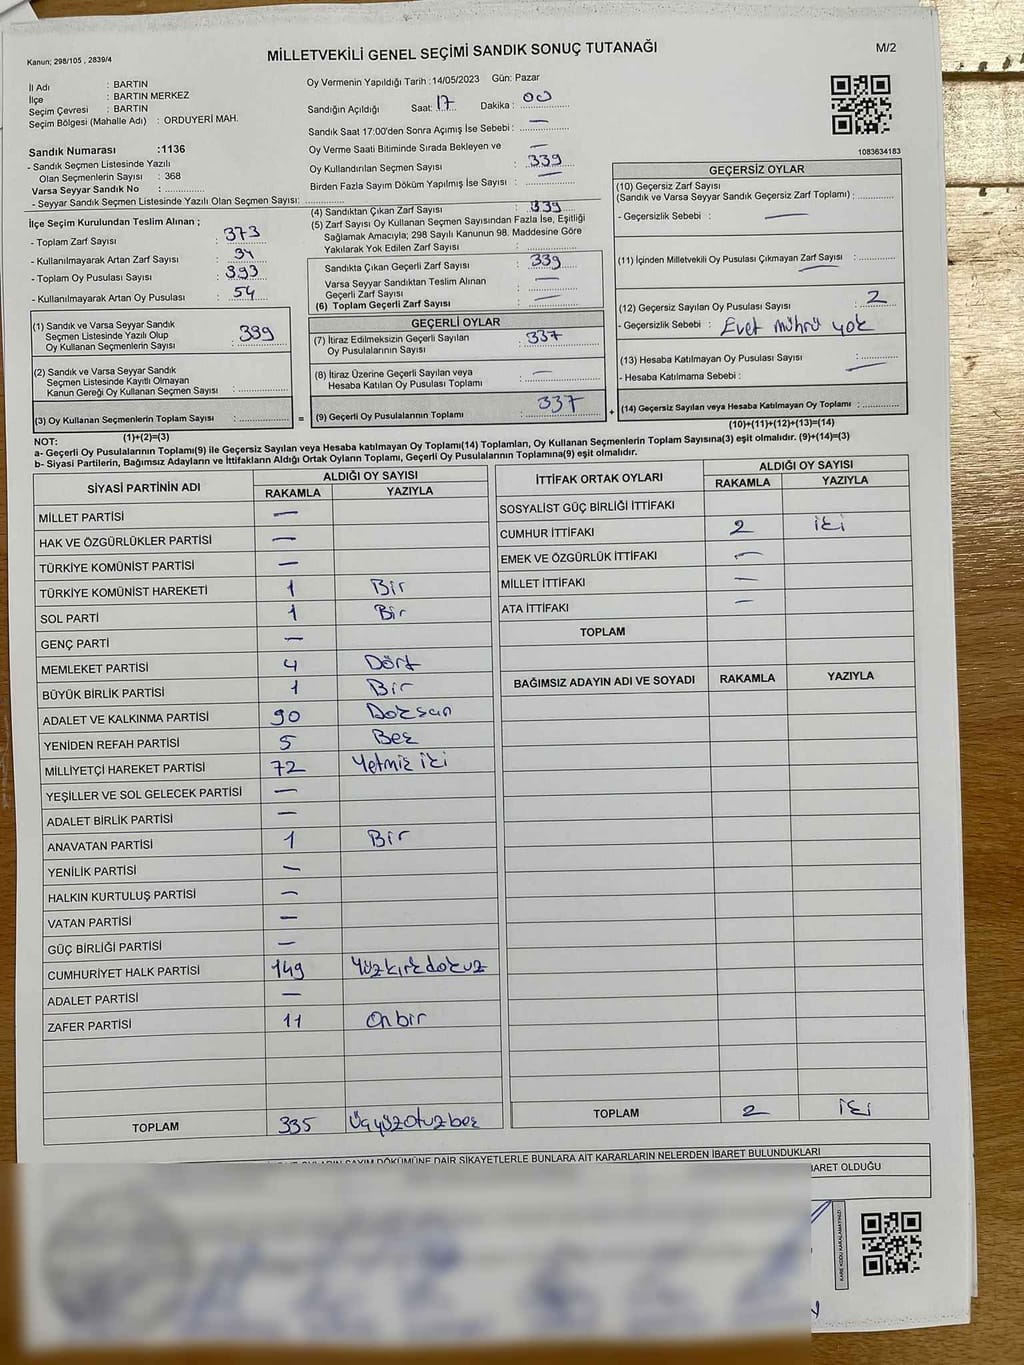 MİLLETVEKİLİ GENEL SEÇİMİ SANDIK SONUÇ TUTANAĞI
M/2
Kanun; 298/105 , 2839/4
İl Adı : BARTIN
İlçe : BARTIN MERKEZ
Seçim Çevresi : BARTIN
Seçim Bölgesi (Mahalle Adı) : ORDUYERİ MAH.
Sandık Numarası :1136
- Sandık Seçmen Listesinde Yazılı
Olan Seçmenlerin Sayısı : 368
Varsa Seyyar Sandık No : ..............
- Seyyar Sandık Seçmen Listesinde Yazılı Olan Seçmen Sayısı: ..............
Oy Vermenin Yapıldığı Tarih :14/05/2023 Gün: Pazar
Sandığın Açıldığı Saat: 17 Dakika : 00
Sandık Saat 17:00'den Sonra Açımış İse Sebebi : —
Oy Verme Saati Bitiminde Sırada Bekleyen ve : —
Oy Kullandırılan Seçmen Sayısı : 339
Birden Fazla Sayım Döküm Yapılmış İse Sayısı : —
1083634183
İlçe Seçim Kurulundan Teslim Alınan ;
- Toplam Zarf Sayısı : 373
- Kullanılmayarak Artan Zarf Sayısı : 34
- Toplam Oy Pusulası Sayısı : 393
- Kullanılmayarak Artan Oy Pusulası : 54
(4) Sandıktan Çıkan Zarf Sayısı : 339
(5) Zarf Sayısı Oy Kullanan Seçmen Sayısından Fazla İse, Eşitliği
Sağlamak Amacıyla; 298 Sayılı Kanunun 98. Maddesine Göre
Yakılarak Yok Edilen Zarf Sayısı :
Sandıkta Çıkan Geçerli Zarf Sayısı : 339
Varsa Seyyar Sandıktan Teslim Alınan
Geçerli Zarf Sayısı : —
(6) Toplam Geçerli Zarf Sayısı : —
GEÇERSİZ OYLAR
(10) Geçersiz Zarf Sayısı
(Sandık ve Varsa Seyyar Sandık Geçersiz Zarf Toplamı) :
- Geçersizlik Sebebi : —
(11) İçinden Milletvekili Oy Pusulası Çıkmayan Zarf Sayısı : —
(12) Geçersiz Sayılan Oy Pusulası Sayısı : 2
- Geçersizlik Sebebi : Evet mührü yok
(13) Hesaba Katılmayan Oy Pusulası Sayısı : —
- Hesaba Katılmama Sebebi :
(14) Geçersiz Sayılan veya Hesaba Katılmayan Oy Toplamı :
(10)+(11)+(12)+(13)=(14)
(1) Sandık ve Varsa Seyyar Sandık
Seçmen Listesinde Yazılı Olup
Oy Kullanan Seçmenlerin Sayısı : 339
(2) Sandık ve Varsa Seyyar Sandık
Seçmen Listesinde Kayıtlı Olmayan
Kanun Gereği Oy Kullanan Seçmen Sayısı :
(3) Oy Kullanan Seçmenlerin Toplam Sayısı : =
(1)+(2)=(3)
GEÇERLİ OYLAR
(7) İtiraz Edilmeksizin Geçerli Sayılan
Oy Pusulalarının Sayısı : 337
(8) İtiraz Üzerine Geçerli Sayılan veya
Hesaba Katılan Oy Pusulası Toplamı : —
(9) Geçerli Oy Pusulalarının Toplamı : 337 +
NOT:
a- Geçerli Oy Pusulalarının Toplamı(9) ile Geçersiz Sayılan veya Hesaba katılmayan Oy Toplamı(14) Toplamları, Oy Kullanan Seçmenlerin Toplam Sayısına(3) eşit olmalıdır. (9)+(14)=(3)
b- Siyasi Partilerin, Bağımsız Adayların ve İttifakların Aldığı Ortak Oyların Toplamı, Geçerli Oy Pusulalarının Toplamına(9) eşit olmalıdır.
SİYASİ PARTİNİN ADI ALDIĞI OY SAYISI
RAKAMLA YAZIYLA
MİLLET PARTİSİ —
HAK VE ÖZGÜRLÜKLER PARTİSİ —
TÜRKİYE KOMÜNİST PARTİSİ —
TÜRKİYE KOMÜNİST HAREKETİ 1 Bir
SOL PARTİ 1 Bir
GENÇ PARTİ —
MEMLEKET PARTİSİ 4 Dört
BÜYÜK BİRLİK PARTİSİ 1 Bir
ADALET VE KALKINMA PARTİSİ 90 Doksan
YENİDEN REFAH PARTİSİ 5 Beş
MİLLİYETÇİ HAREKET PARTİSİ 72 Yetmiş iki
YEŞİLLER VE SOL GELECEK PARTİSİ —
ADALET BİRLİK PARTİSİ —
ANAVATAN PARTİSİ 1 Bir
YENİLİK PARTİSİ —
HALKIN KURTULUŞ PARTİSİ —
VATAN PARTİSİ —
GÜÇ BİRLİĞİ PARTİSİ —
CUMHURİYET HALK PARTİSİ 149 Yüzkırkdokuz
ADALET PARTİSİ —
ZAFER PARTİSİ 11 Onbir
TOPLAM 335 Üçyüzotuzbeş
İTTİFAK ORTAK OYLARI ALDIĞI OY SAYISI
RAKAMLA YAZIYLA
SOSYALİST GÜÇ BİRLİĞİ İTTİFAKI
CUMHUR İTTİFAKI 2 iki
EMEK VE ÖZGÜRLÜK İTTİFAKI —
MİLLET İTTİFAKI —
ATA İTTİFAKI —
TOPLAM
BAĞIMSIZ ADAYIN ADI VE SOYADI RAKAMLA YAZIYLA
TOPLAM 2 iki
SAYIM DÖKÜMÜNE DAİR ŞİKAYETLERLE BUNLARA AİT KARARLARIN NELERDEN İBARET BULUNDUKLARI
İBARET OLDUĞU